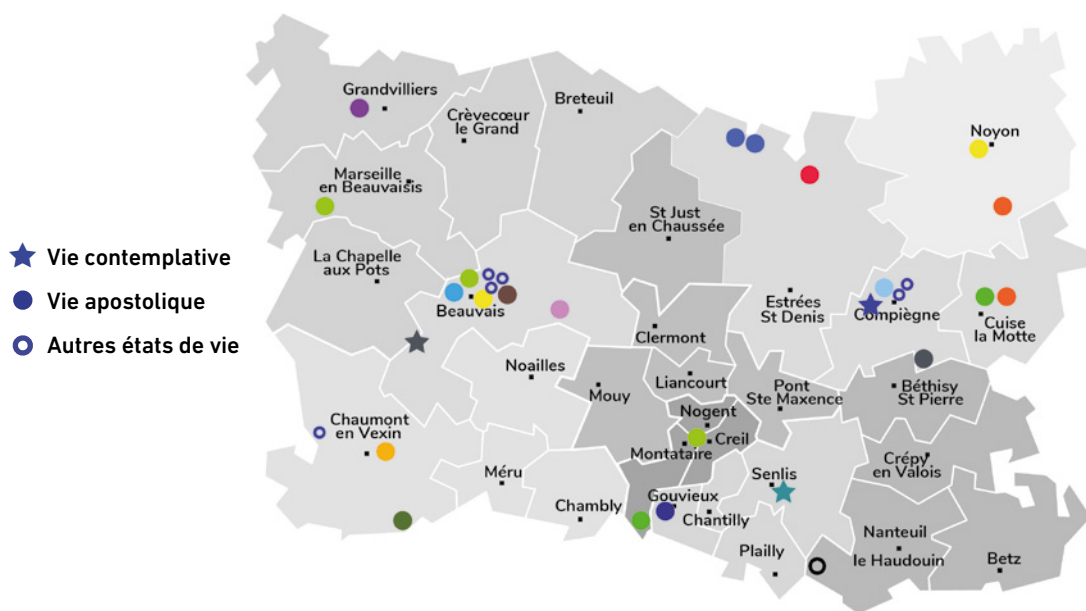 Vie contemplative
Vie apostolique
Autres états de vie
Grandvilliers
Crèvecœur
le Grand
Breteuil
Noyon
Marseille
en Beauvaisis
St Just
en Chaussée
La Chapelle
aux Pots
Beauvais
Estrées
St Denis
Compiègne
Cuise
la Motte
Clermont
Noailles
Mouy
Liancourt
Pont
Ste Maxence
Béthisy
St Pierre
Nogent
Creil
Montataire
Chaumont
en Vexin
Méru
Chambly
Senlis
Crépy
en Valois
Gouvieux
Chantilly
Plailly
Nanteuil
le Haudouin
Betz